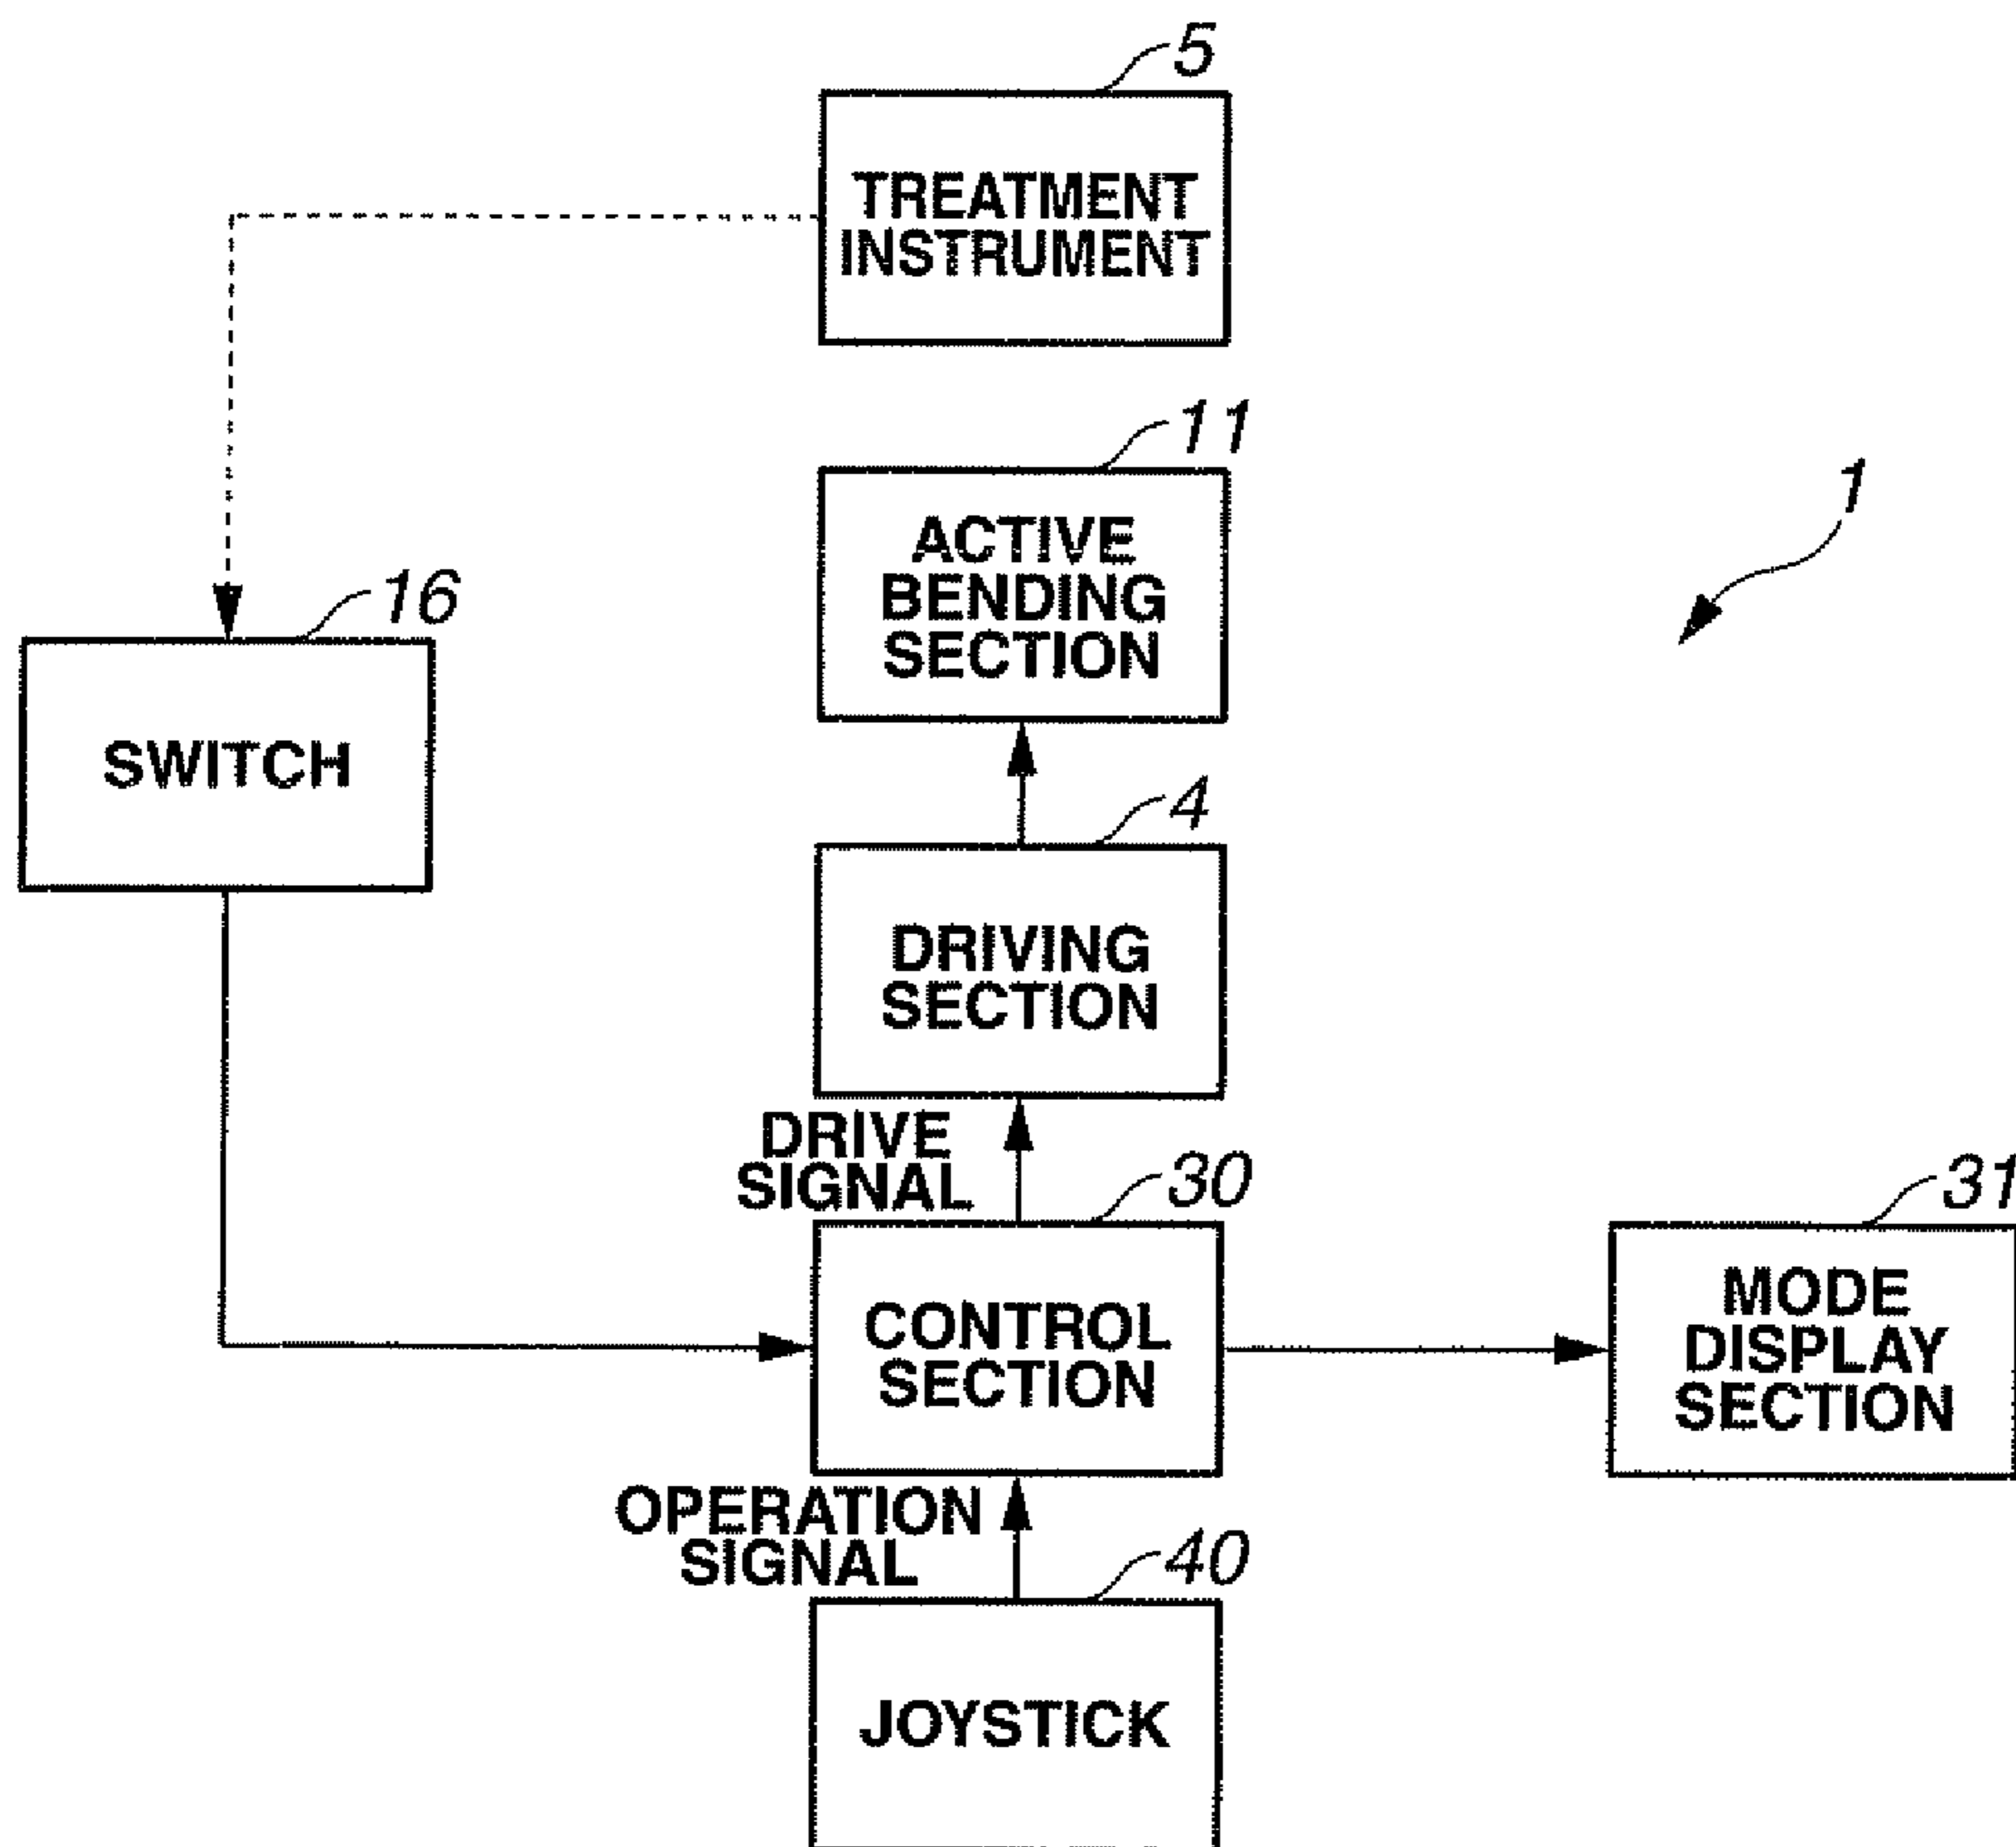 5
TREATMENT
INSTRUMENT
11
ACTIVE
BENDING
SECTION
1
16
SWITCH
4
DRIVING
SECTION
DRIVE
SIGNAL
30
CONTROL
SECTION
31
MODE
DISPLAY
SECTION
OPERATION
SIGNAL
40
JOYSTICK